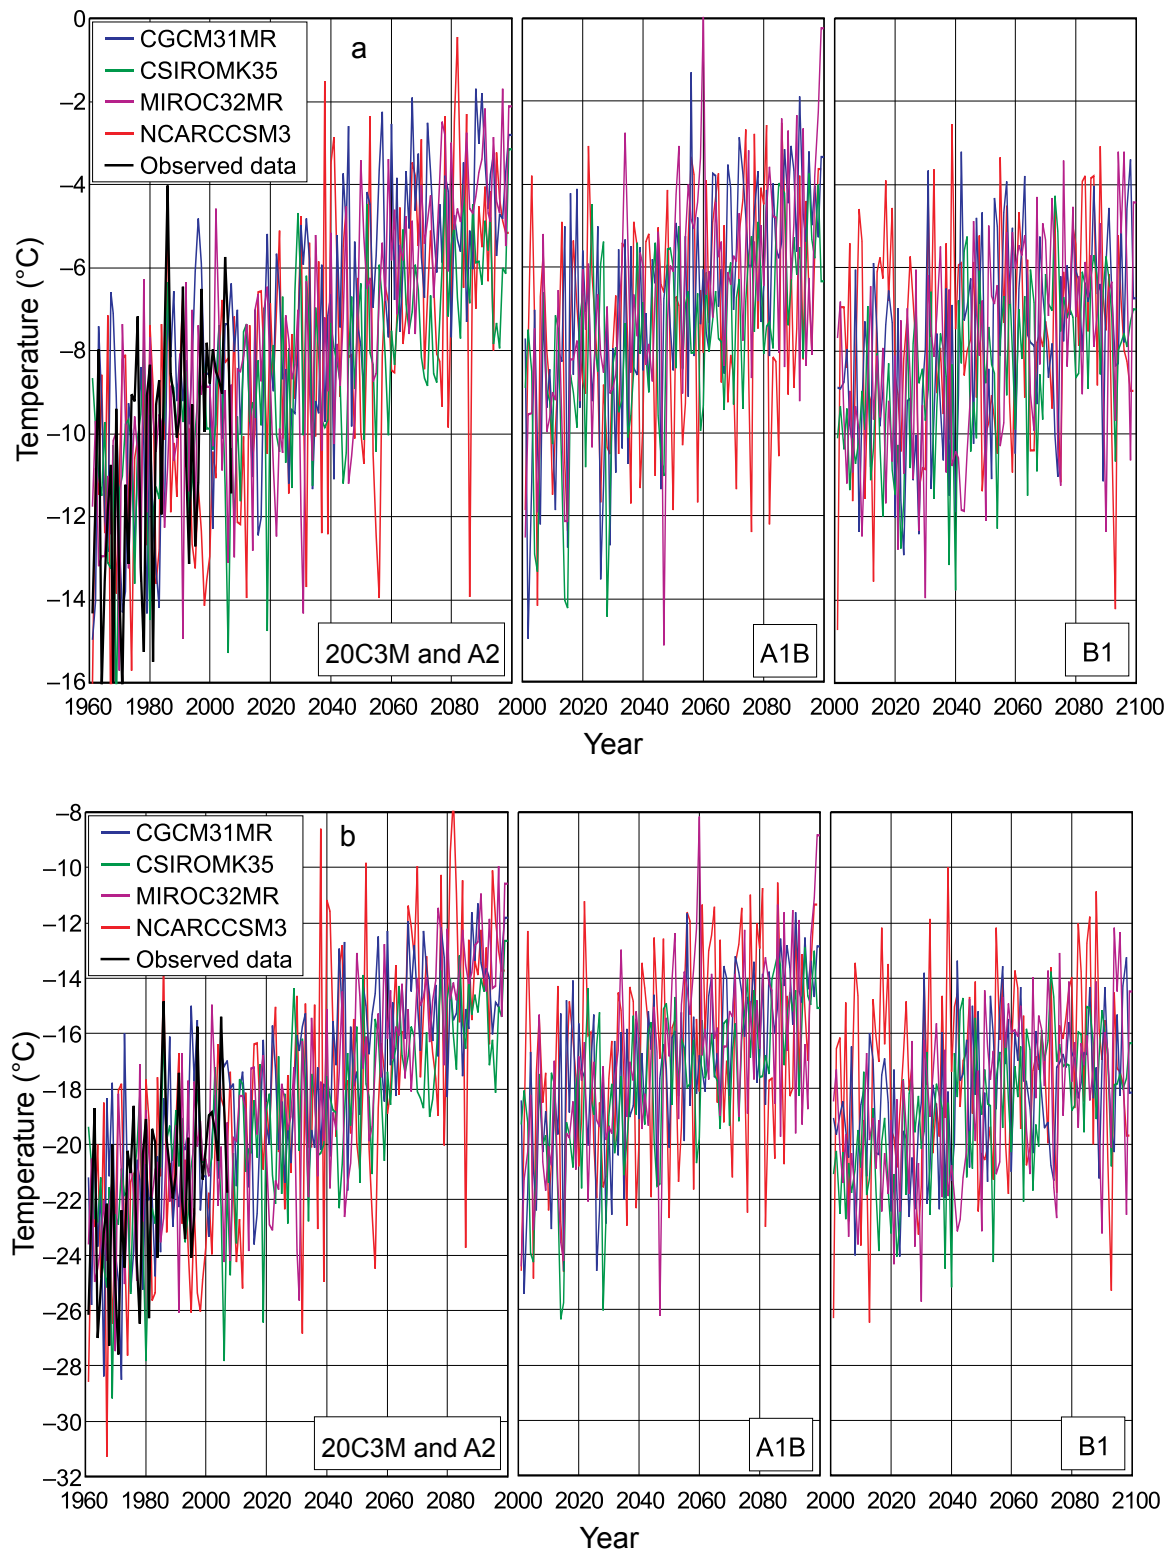 0
CGCM31MR
CSIROMK35
MIROC32MR
NCARCCSM3
Observed data
a
–2
–4
–6
–8
–10
–12
–14
–16
Temperature (°C)
20C3M and A2
A1B
B1
1960 1980 2000 2020 2040 2060 2080 2000 2020 2040 2060 2080 2000 2020 2040 2060 2080 2100
Year
–8
CGCM31MR
CSIROMK35
MIROC32MR
NCARCCSM3
Observed data
b
–10
–12
–14
–16
–18
–20
–22
–24
–26
–28
–30
–32
Temperature (°C)
20C3M and A2
A1B
B1
1960 1980 2000 2020 2040 2060 2080 2000 2020 2040 2060 2080 2000 2020 2040 2060 2080 2100
Year